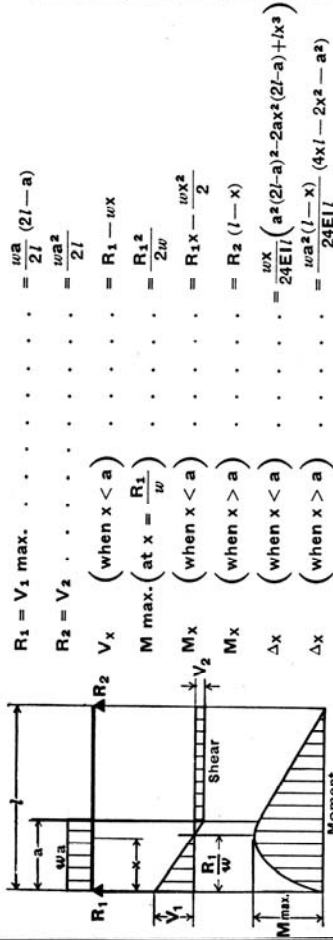 l
a
wa
R₁
R₂
x
V₁
Shear
V₂
R₁/w
M max.
Moment
R₁ = V₁ max. . . . . . . . . = wa/2l (2l − a)
R₂ = V₂ . . . . . . . . . = wa²/2l
Vₓ (when x < a) . . . . = R₁ − wx
M max. (at x = R₁/w) . . . . = R₁²/2w
Mₓ (when x < a) . . . . = R₁x − wx²/2
Mₓ (when x > a) . . . . = R₂ (l − x)
Δₓ (when x < a) . . . . = wx/24EIl (a²(2l-a)²-2ax²(2l-a)+lx³)
Δₓ (when x > a) . . . . = wa²(l − x)/24EIl (4xl − 2x² − a²)